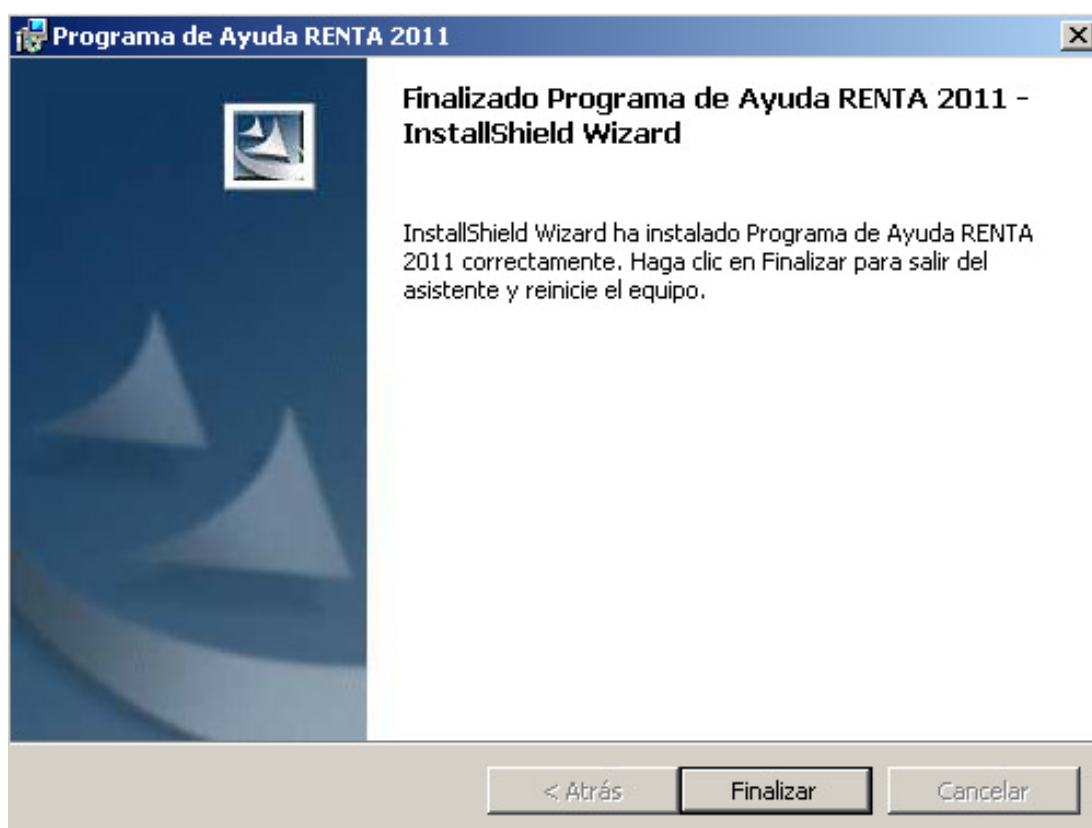 Programa de Ayuda RENTA 2011
Finalizado Programa de Ayuda RENTA 2011 -
InstallShield Wizard
InstallShield Wizard ha instalado Programa de Ayuda RENTA
2011 correctamente. Haga clic en Finalizar para salir del
asistente y reinicie el equipo.
< Atrás Finalizar Cancelar